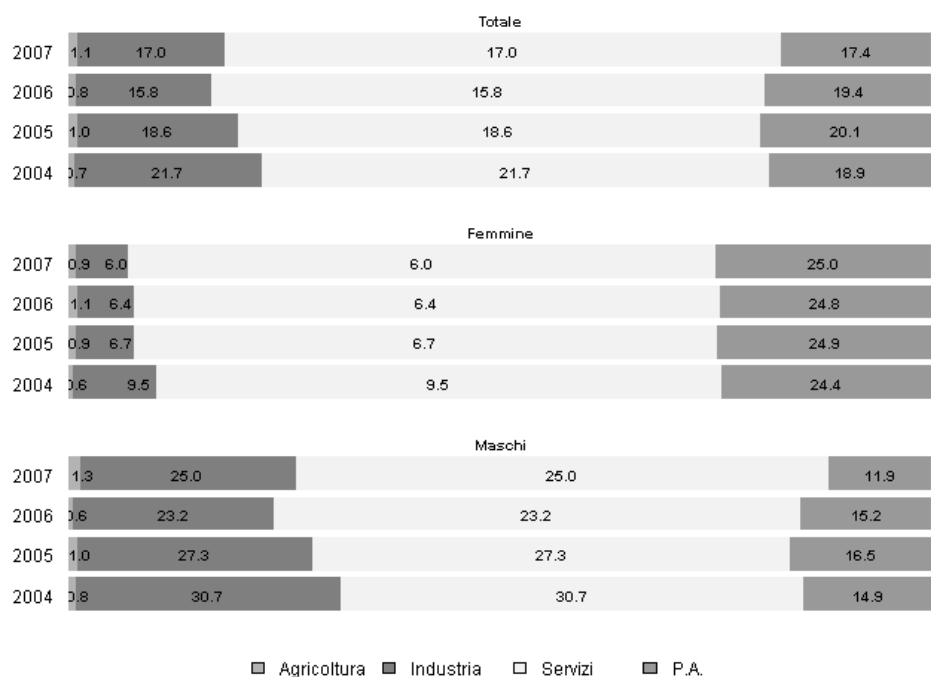 Totale
2007 1.1 17.0 17.0 17.4
2006 0.8 15.8 15.8 19.4
2005 1.0 18.6 18.6 20.1
2004 0.7 21.7 21.7 18.9
Femmine
2007 0.9 6.0 6.0 25.0
2006 1.1 6.4 6.4 24.8
2005 0.9 6.7 6.7 24.9
2004 0.6 9.5 9.5 24.4
Maschi
2007 1.3 25.0 25.0 11.9
2006 0.6 23.2 23.2 15.2
2005 1.0 27.3 27.3 16.5
2004 0.8 30.7 30.7 14.9
Agricoltura Industria Servizi P.A.